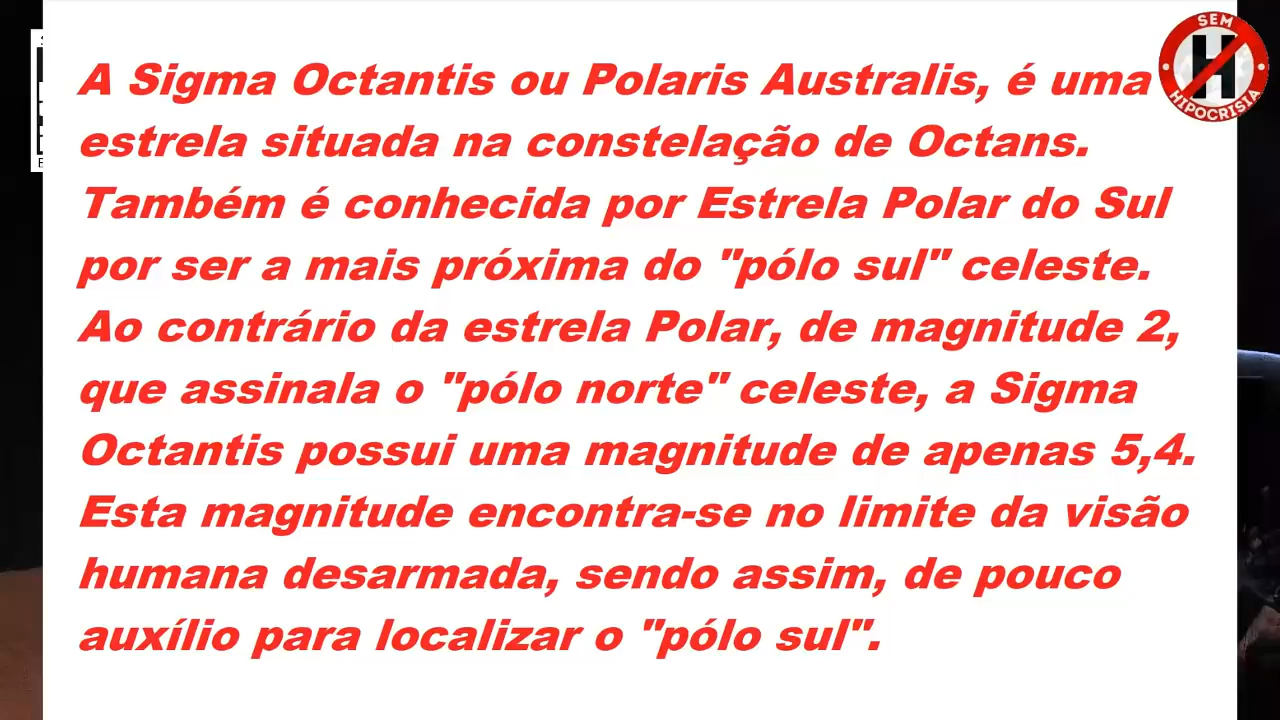 SEM
H
HIPOCRISIA
A Sigma Octantis ou Polaris Australis, é uma
estrela situada na constelação de Octans.
Também é conhecida por Estrela Polar do Sul
por ser a mais próxima do "pólo sul" celeste.
Ao contrário da estrela Polar, de magnitude 2,
que assinala o "pólo norte" celeste, a Sigma
Octantis possui uma magnitude de apenas 5,4.
Esta magnitude encontra-se no limite da visão
humana desarmada, sendo assim, de pouco
auxílio para localizar o "pólo sul".